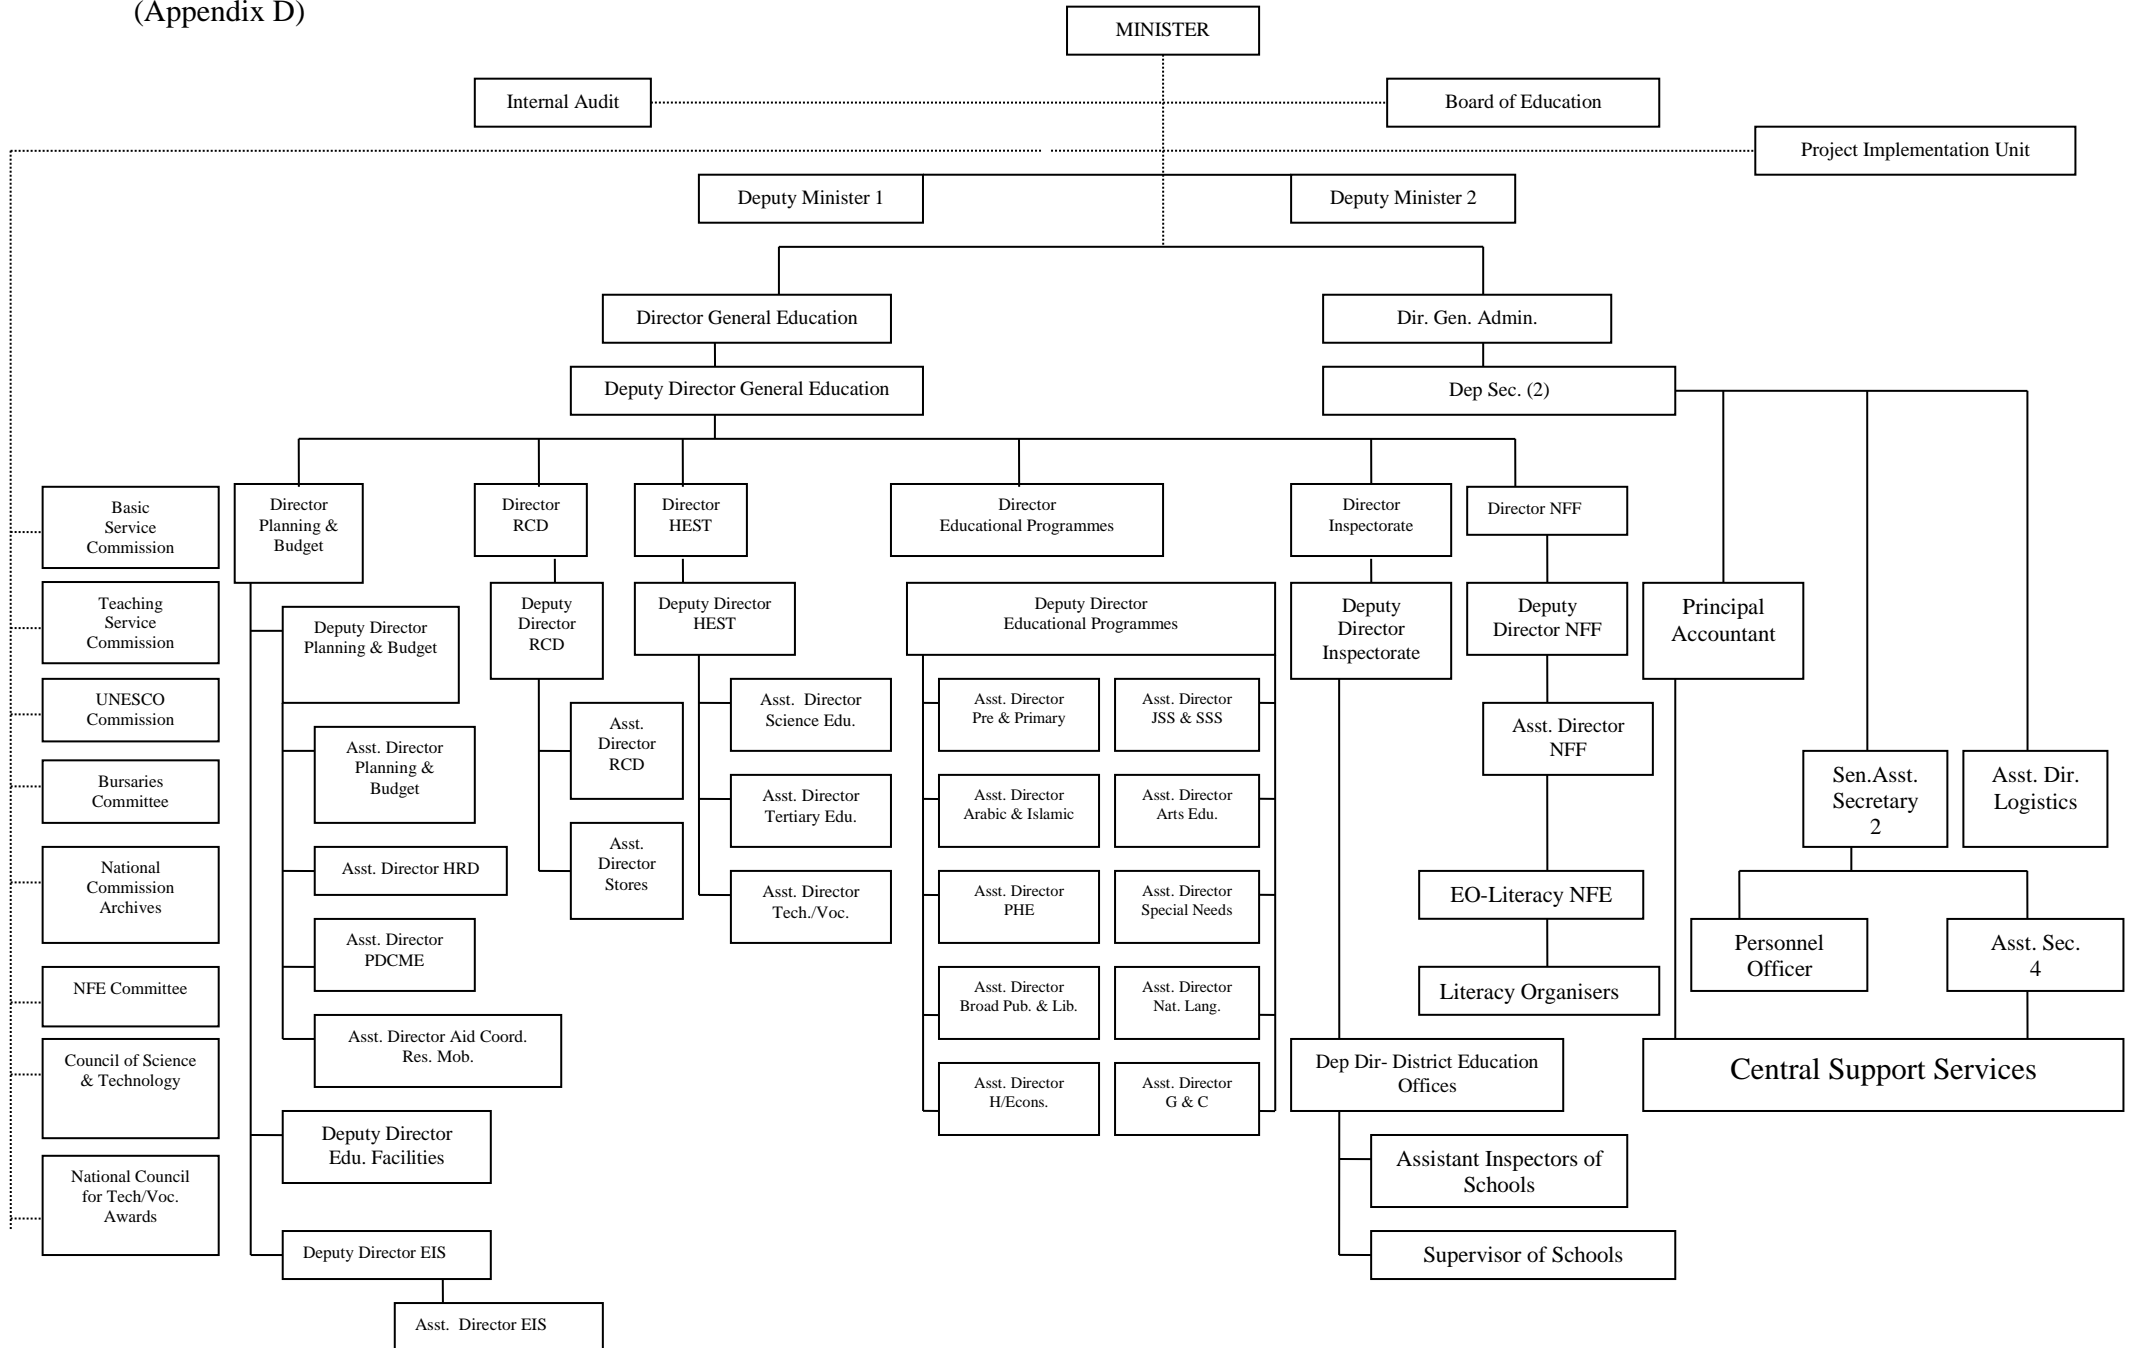 (Appendix D)
MINISTER
Internal Audit
Board of Education
Project Implementation Unit
Deputy Minister 1
Deputy Minister 2
Director General Education
Dir. Gen. Admin.
Deputy Director General Education
Dep Sec. (2)
Basic
Service
Commission
Director
Planning &
Budget
Director
RCD
Director
HEST
Director
Educational Programmes
Director
Inspectorate
Director NFF
Teaching
Service
Commission
Deputy Director
Planning & Budget
Deputy
Director
RCD
Deputy Director
HEST
Deputy Director
Educational Programmes
Deputy
Director
Inspectorate
Deputy
Director NFF
Principal
Accountant
UNESCO
Commission
Asst. Director
Planning &
Budget
Asst.
Director
RCD
Asst.  Director
Science Edu.
Asst. Director
Pre & Primary
Asst. Director
JSS & SSS
Asst. Director
NFF
Sen.Asst.
Secretary
2
Asst. Dir.
Logistics
Bursaries
Committee
Asst. Director
Tertiary Edu.
Asst. Director
Arabic & Islamic
Asst. Director
Arts Edu.
National
Commission
Archives
Asst. Director HRD
Asst.
Director
Stores
Asst. Director
Tech./Voc.
Asst. Director
PHE
Asst. Director
Special Needs
EO-Literacy NFE
Personnel
Officer
Asst. Sec.
4
NFE Committee
Asst. Director
PDCME
Asst. Director
Broad Pub. & Lib.
Asst. Director
Nat. Lang.
Literacy Organisers
Council of Science
& Technology
Asst. Director Aid Coord.
Res. Mob.
Asst. Director
H/Econs.
Asst. Director
G & C
Dep Dir- District Education
Offices
Central Support Services
National Council
for Tech/Voc.
Awards
Deputy Director
Edu. Facilities
Assistant Inspectors of
Schools
Deputy Director EIS
Supervisor of Schools
Asst.  Director EIS